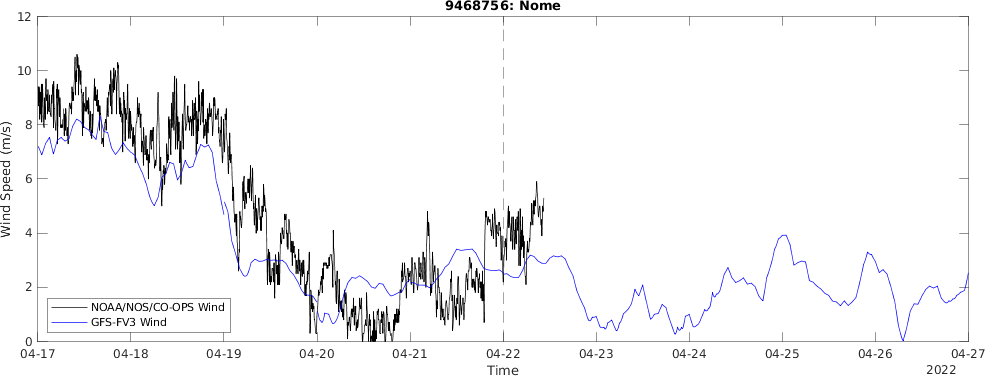 9468756: Nome
12
10
8
6
4
2
0
Wind Speed (m/s)
NOAA/NOS/CO-OPS Wind
GFS-FV3 Wind
04-17 04-18 04-19 04-20 04-21 04-22 04-23 04-24 04-25 04-26 04-27
Time
2022